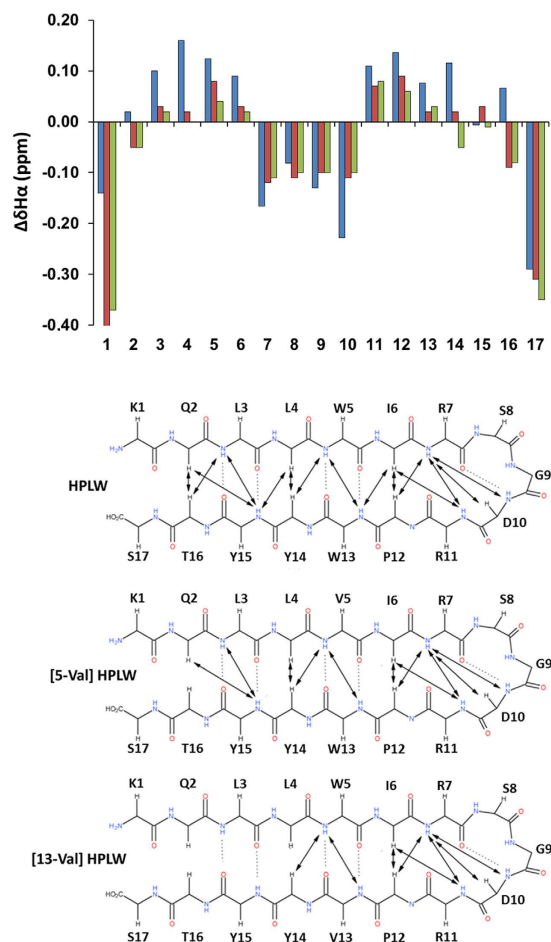 ΔδHα (ppm)
0.20
0.10
0.00
-0.10
-0.20
-0.30
-0.40
1 2 3 4 5 6 7 8 9 10 11 12 13 14 15 16 17
K1 Q2 L3 L4 W5 I6 R7 S8
HPLW
G9
D10
S17 T16 Y15 Y14 W13 P12 R11
K1 Q2 L3 L4 V5 I6 R7 S8
[5-Val] HPLW
G9
D10
S17 T16 Y15 Y14 W13 P12 R11
K1 Q2 L3 L4 W5 I6 R7 S8
[13-Val] HPLW
G9
D10
S17 T16 Y15 Y14 V13 P12 R11